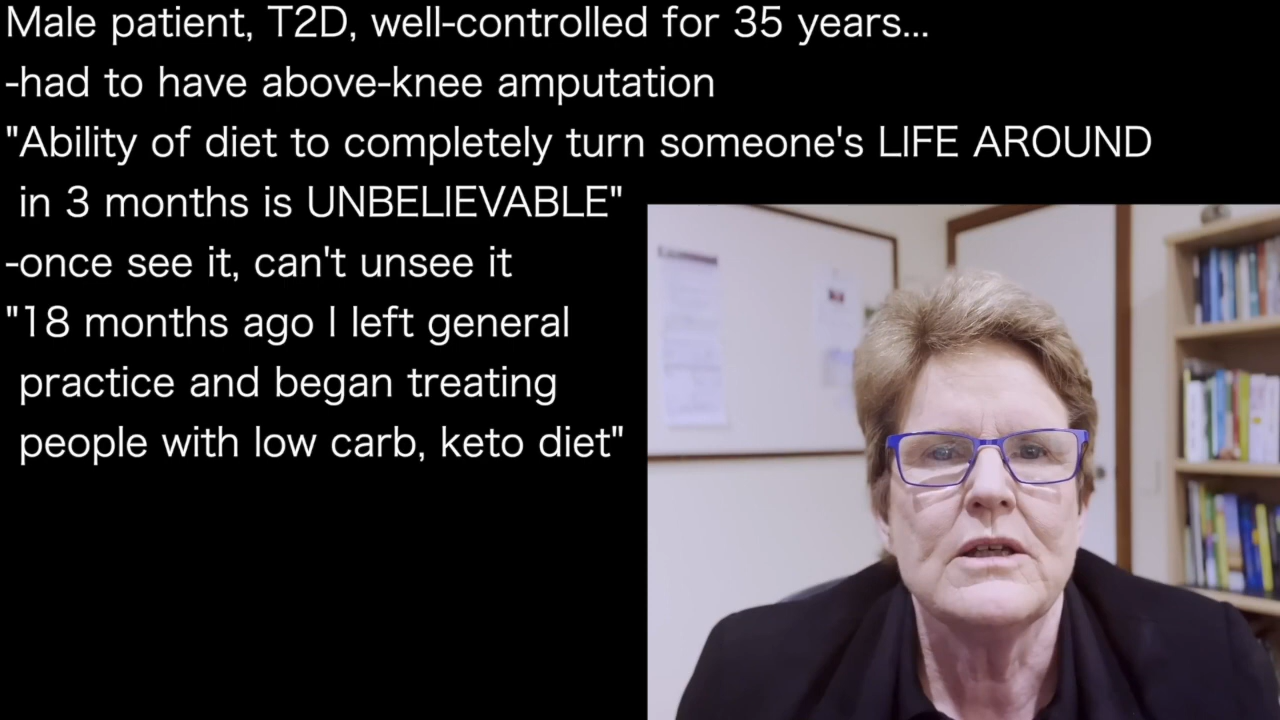 Male patient, T2D, well-controlled for 35 years...
-had to have above-knee amputation
"Ability of diet to completely turn someone's LIFE AROUND
in 3 months is UNBELIEVABLE"
-once see it, can't unsee it
"18 months ago I left general
practice and began treating
people with low carb, keto diet"